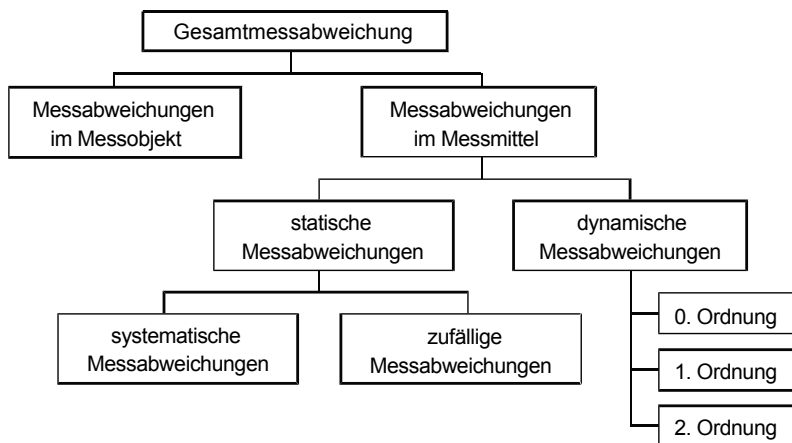 Gesamtmessabweichung
Messabweichungen
im Messobjekt
Messabweichungen
im Messmittel
statische
Messabweichungen
dynamische
Messabweichungen
systematische
Messabweichungen
zufällige
Messabweichungen
0. Ordnung
1. Ordnung
2. Ordnung